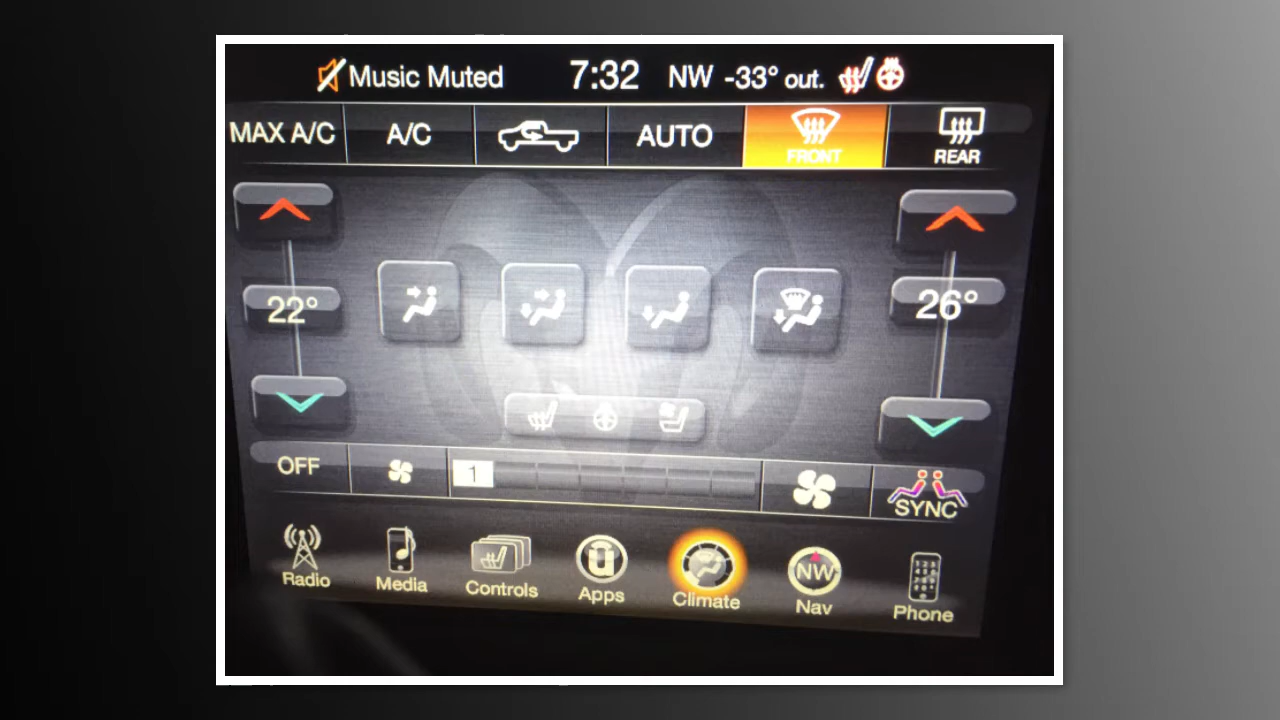 Music Muted 7:32 NW -33° out.
MAX A/C A/C AUTO FRONT REAR
22° 26°
OFF 1 SYNC
NW
Radio Media Controls Apps Climate Nav Phone